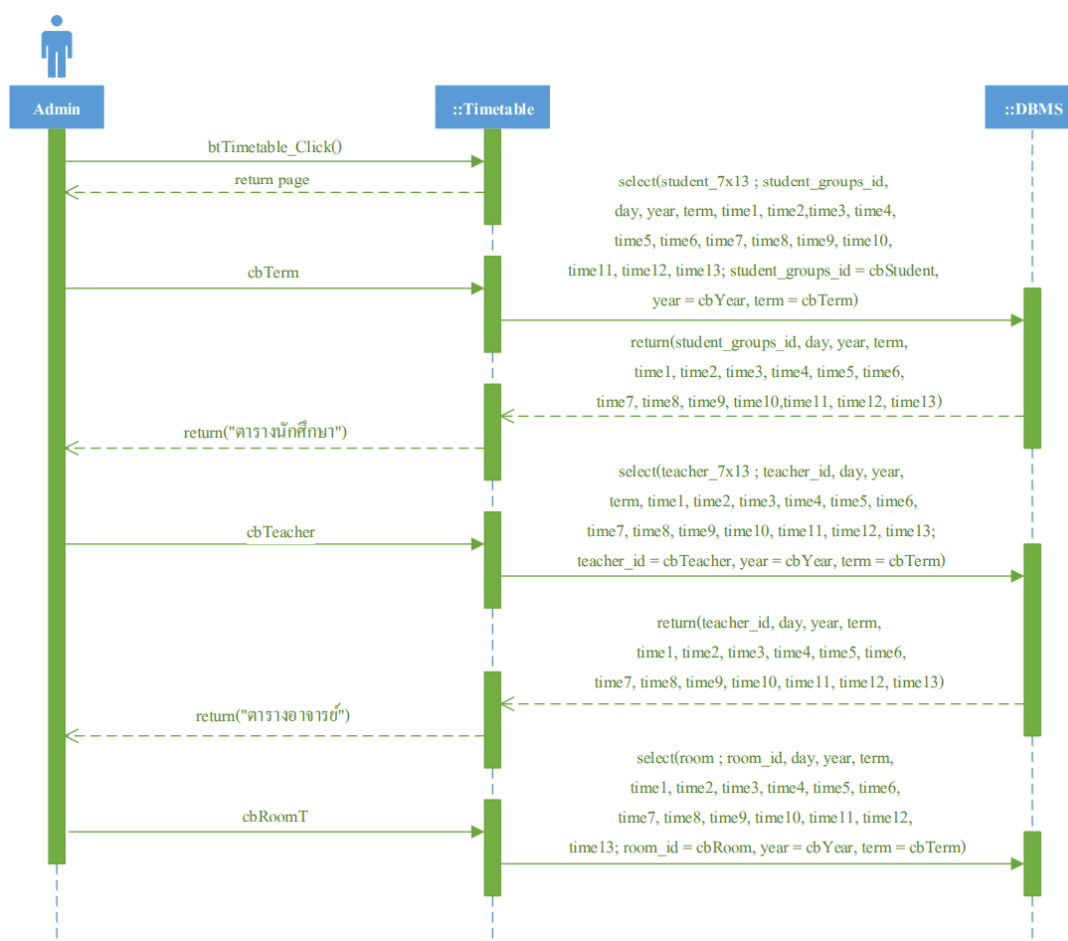 Admin
::Timetable
::DBMS
btTimetable_Click()
return page
select(student_7x13 ; student_groups_id,
day, year, term, time1, time2,time3, time4,
time5, time6, time7, time8, time9, time10,
time11, time12, time13; student_groups_id = cbStudent,
year = cbYear, term = cbTerm)
cbTerm
return(student_groups_id, day, year, term,
time1, time2, time3, time4, time5, time6,
time7, time8, time9, time10,time11, time12, time13)
return("ตารางนักศึกษา")
select(teacher_7x13 ; teacher_id, day, year,
term, time1, time2, time3, time4, time5, time6,
time7, time8, time9, time10, time11, time12, time13;
teacher_id = cbTeacher, year = cbYear, term = cbTerm)
cbTeacher
return(teacher_id, day, year, term,
time1, time2, time3, time4, time5, time6,
time7, time8, time9, time10, time11, time12, time13)
return("ตารางอาจารย์")
select(room ; room_id, day, year, term,
time1, time2, time3, time4, time5, time6,
time7, time8, time9, time10, time11, time12,
time13; room_id = cbRoom, year = cbYear, term = cbTerm)
cbRoomT